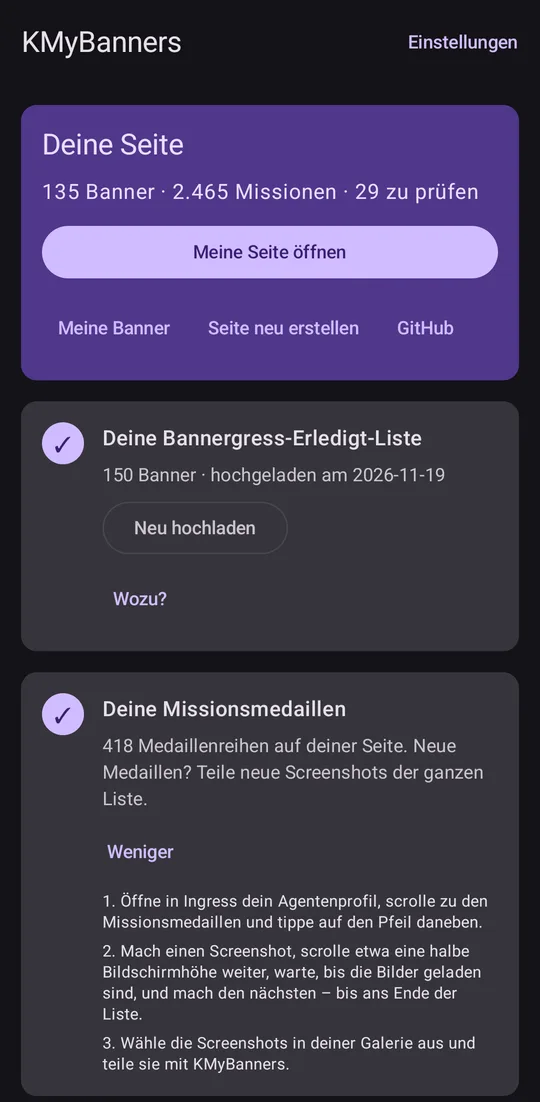 KMyBanners
Einstellungen
Deine Seite
135 Banner · 2.465 Missionen · 29 zu prüfen
Meine Seite öffnen
Meine Banner
Seite neu erstellen
GitHub
✓
Deine Bannergress-Erledigt-Liste
150 Banner · hochgeladen am 2026-11-19
Neu hochladen
Wozu?
✓
Deine Missionsmedaillen
418 Medaillenreihen auf deiner Seite. Neue
Medaillen? Teile neue Screenshots der ganzen
Liste.
Weniger
1. Öffne in Ingress dein Agentenprofil, scrolle zu den
Missionsmedaillen und tippe auf den Pfeil daneben.
2. Mach einen Screenshot, scrolle etwa eine halbe
Bildschirmhöhe weiter, warte, bis die Bilder geladen
sind, und mach den nächsten – bis ans Ende der
Liste.
3. Wähle die Screenshots in deiner Galerie aus und
teile sie mit KMyBanners.